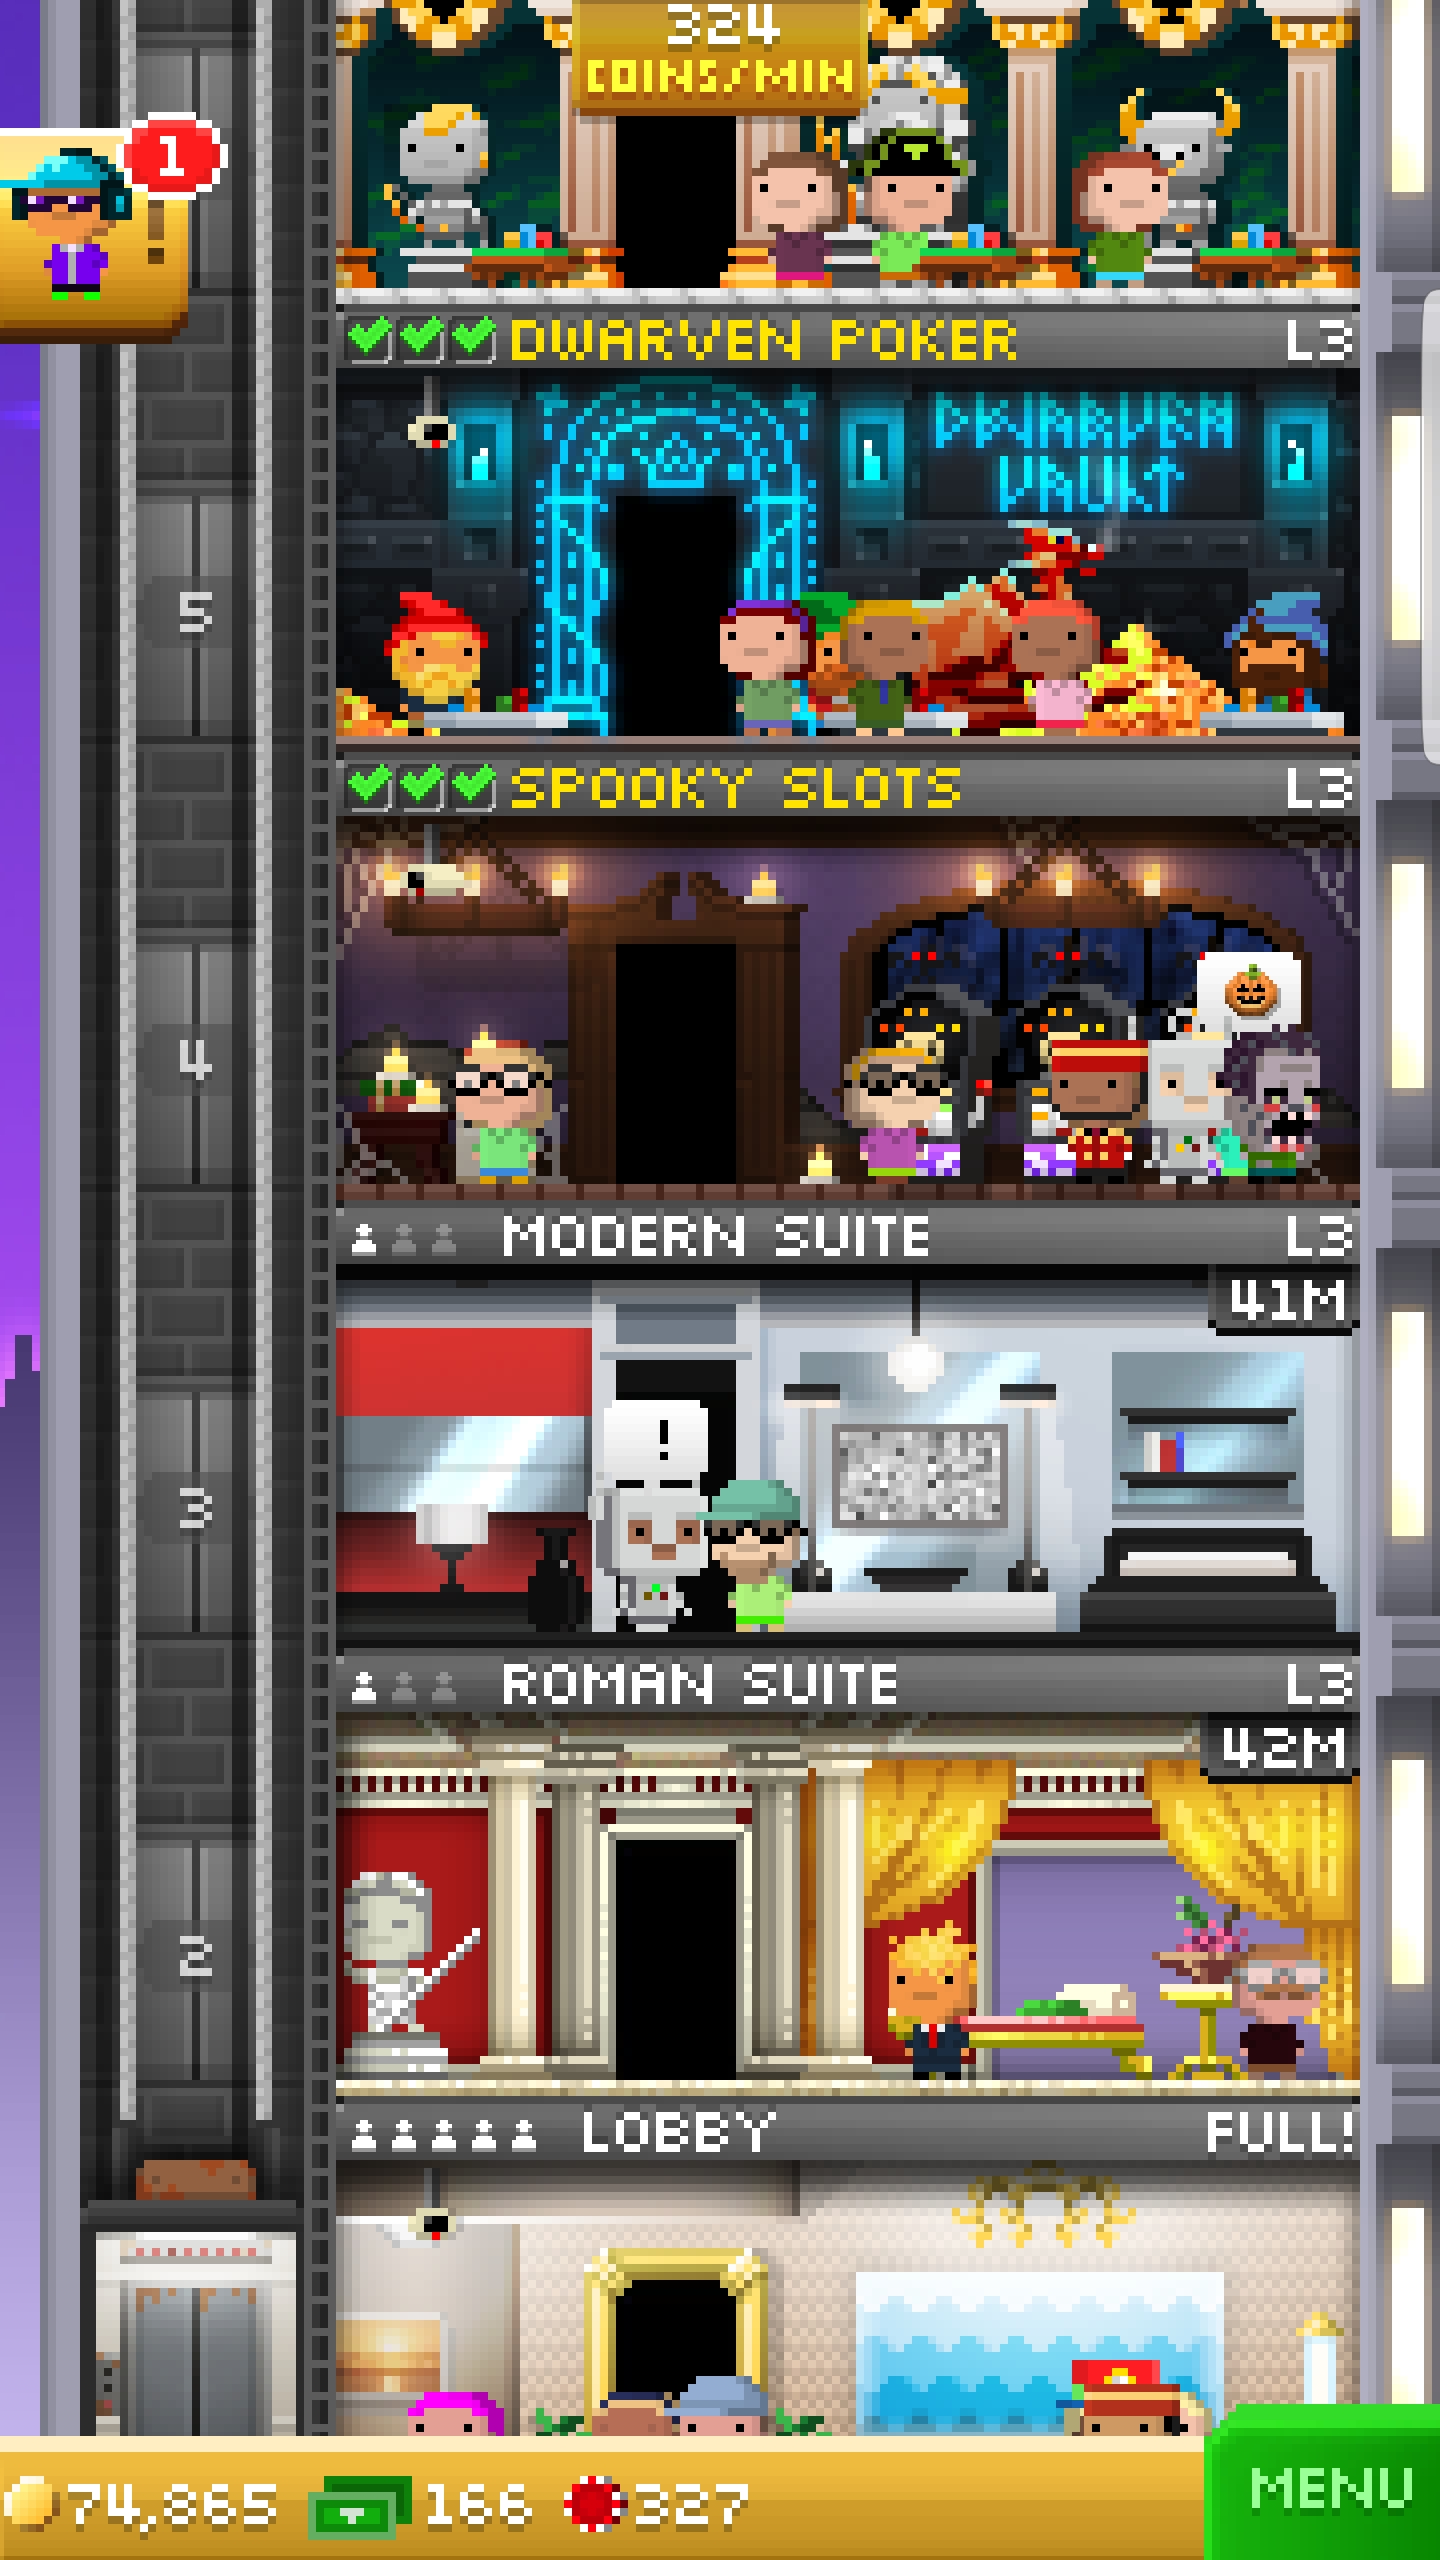 324
COINS/MIN
1
!
DWARVEN POKER L3
DWARVEN
VAULT
5
SPOOKY SLOTS L3
4
MODERN SUITE L3
41M
!
3
ROMAN SUITE L3
42M
2
LOBBY FULL!
74,865 166 327
MENU